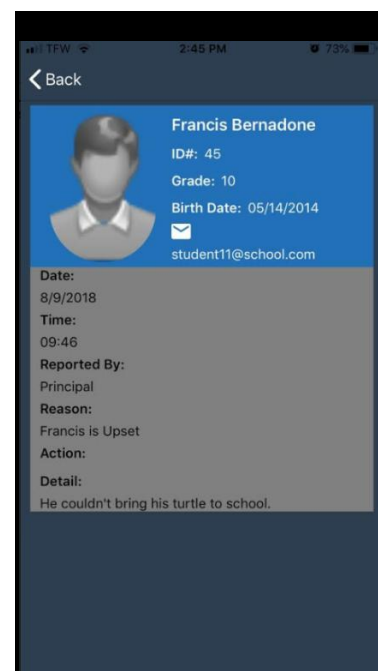 TFW 2:45 PM 73%
Back
Francis Bernadone
ID#: 45
Grade: 10
Birth Date: 05/14/2014
student11@school.com
Date:
8/9/2018
Time:
09:46
Reported By:
Principal
Reason:
Francis is Upset
Action:
Detail:
He couldn't bring his turtle to school.